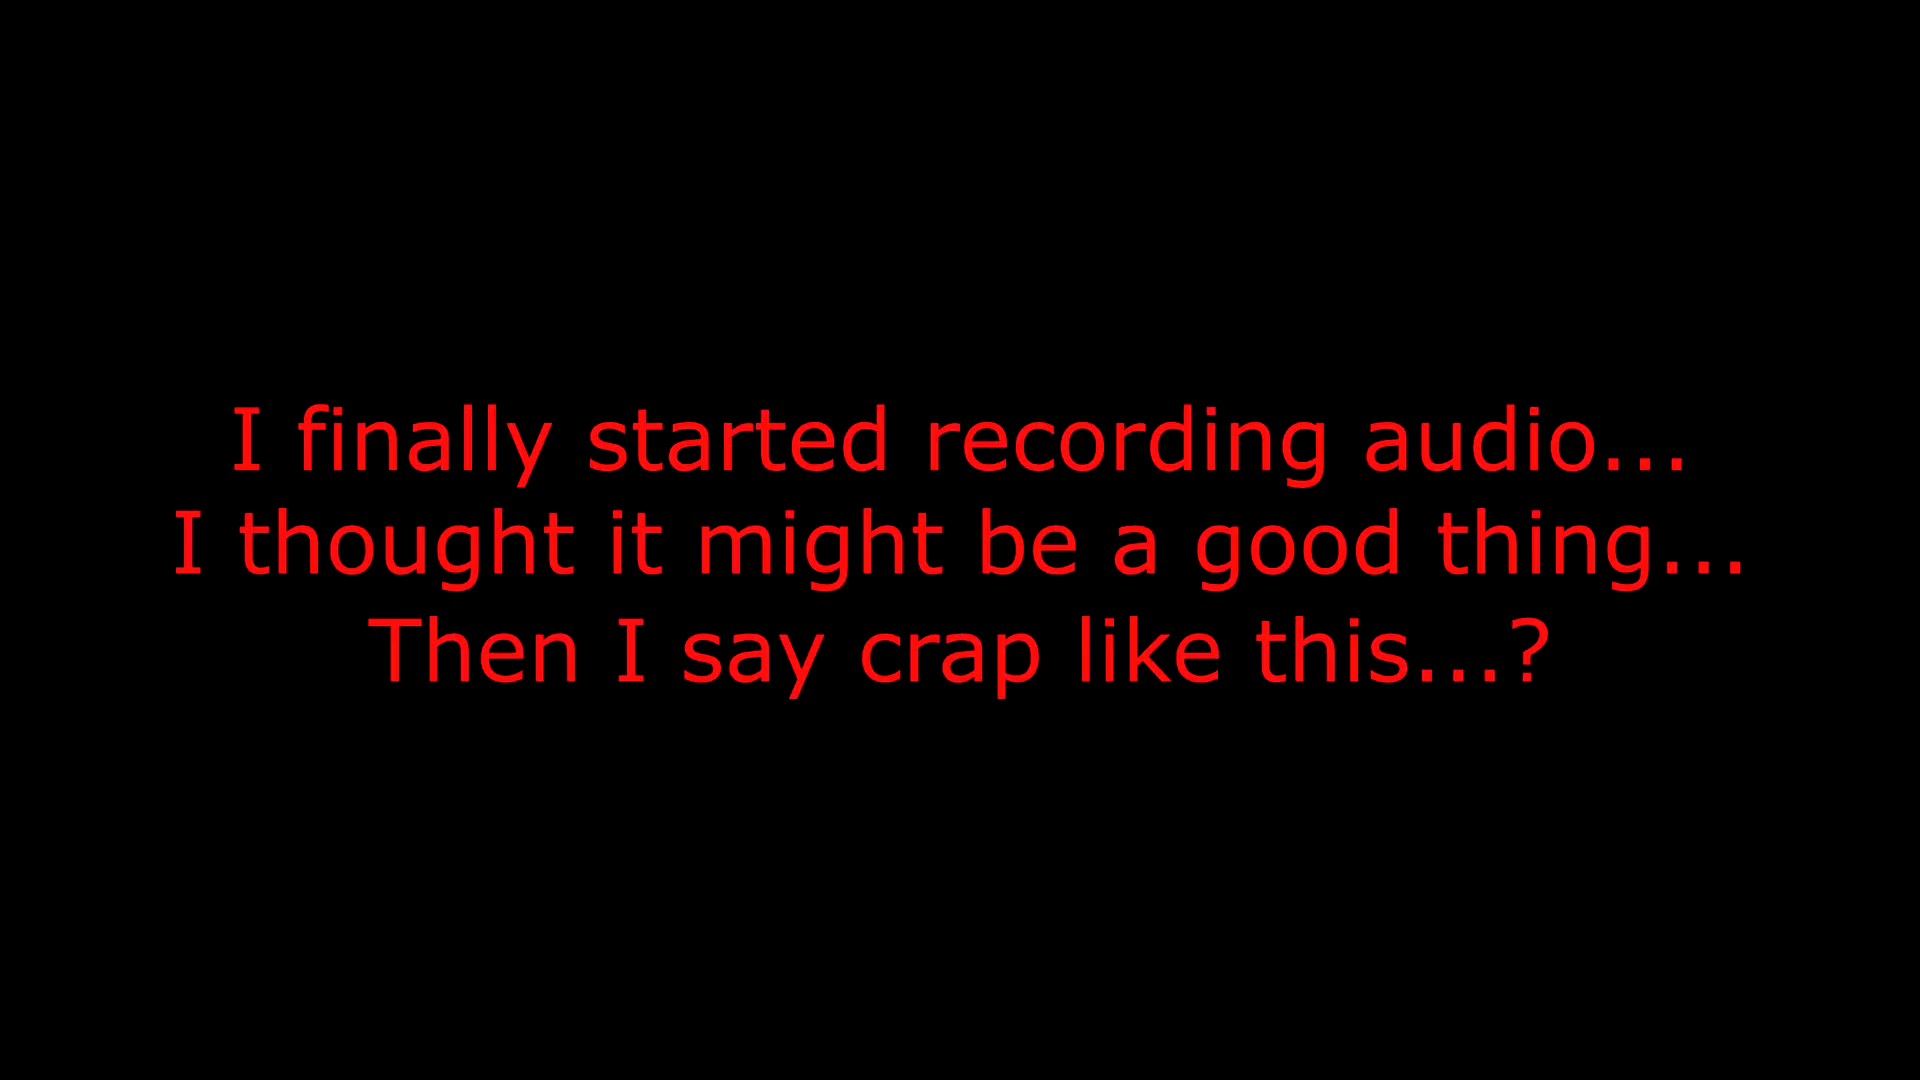 I finally started recording audio...
I thought it might be a good thing...
Then I say crap like this...?